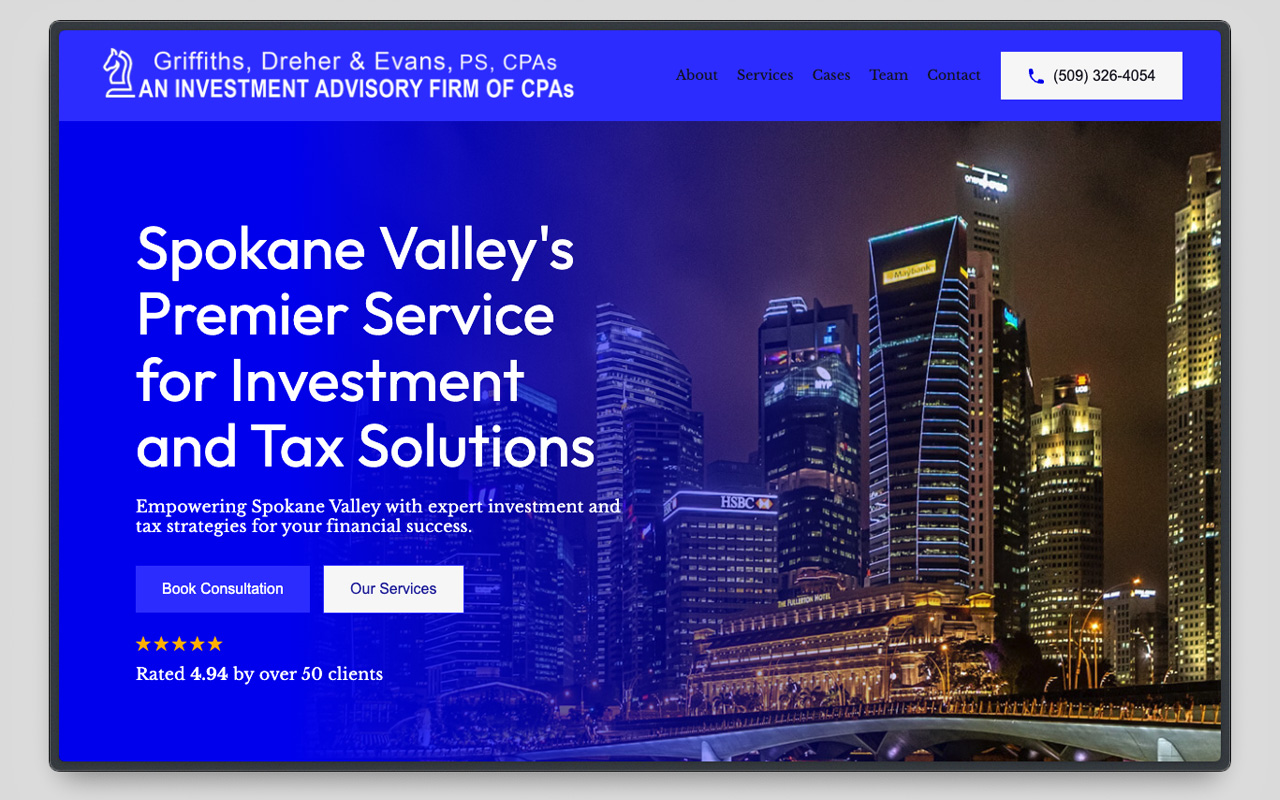 Griffiths, Dreher & Evans, PS, CPAs
AN INVESTMENT ADVISORY FIRM OF CPAs
About Services Cases Team Contact
(509) 326-4054
Spokane Valley's
Premier Service
for Investment
and Tax Solutions
Empowering Spokane Valley with expert investment and
tax strategies for your financial success.
Book Consultation
Our Services
Rated 4.94 by over 50 clients
Maybank
HSBC
THE FULLERTON HOTEL
UOB